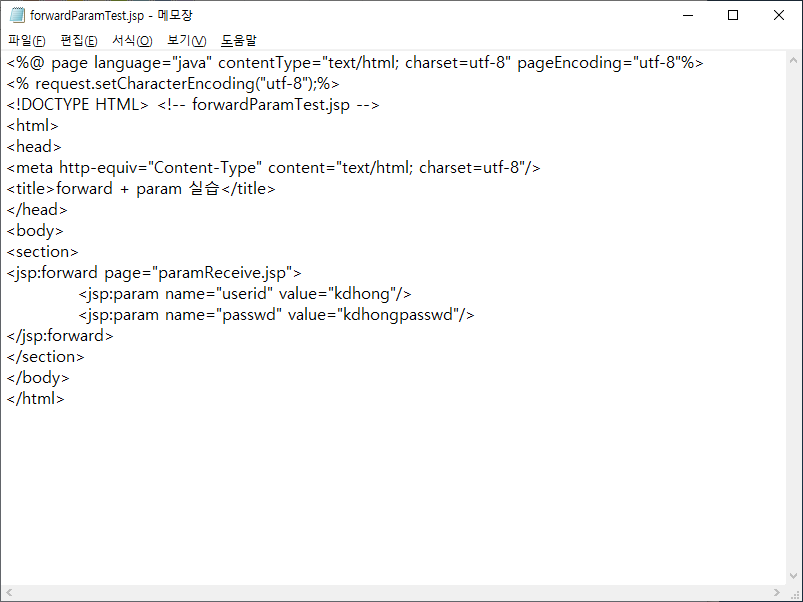 forwardParamTest.jsp - 메모장
파일(F) 편집(E) 서식(O) 보기(V) 도움말
<%@ page language="java" contentType="text/html; charset=utf-8" pageEncoding="utf-8"%>
<% request.setCharacterEncoding("utf-8");%>
<!DOCTYPE HTML> <!-- forwardParamTest.jsp -->
<html>
<head>
<meta http-equiv="Content-Type" content="text/html; charset=utf-8"/>
<title>forward + param 실습</title>
</head>
<body>
<section>
<jsp:forward page="paramReceive.jsp">
	<jsp:param name="userid" value="kdhong"/>
	<jsp:param name="passwd" value="kdhongpasswd"/>
</jsp:forward>
</section>
</body>
</html>